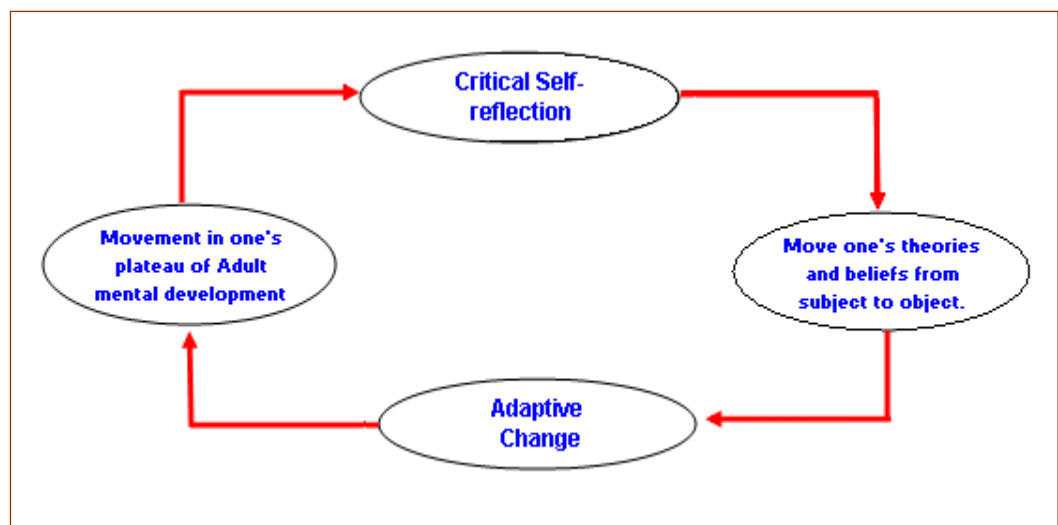 Critical Self-
reflection
Movement in one's
plateau of Adult
mental development
Move one's theories
and beliefs from
subject to object.
Adaptive
Change